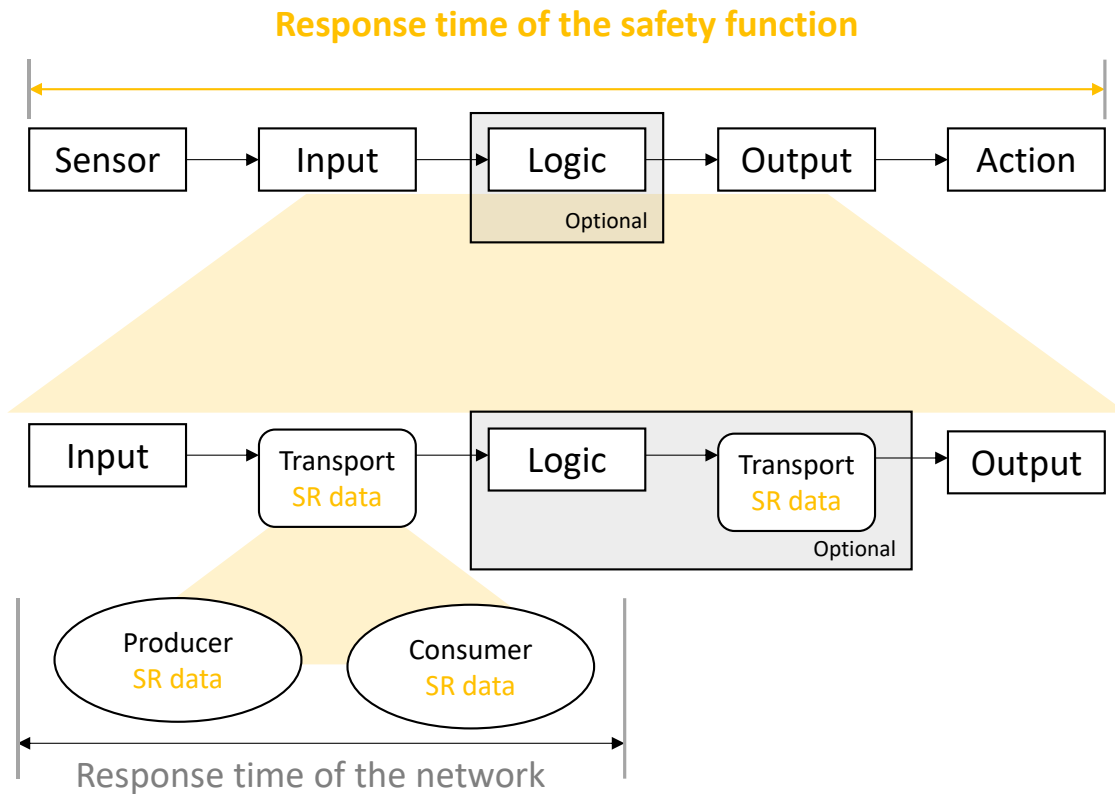 Response time of the safety function
Sensor
Input
Logic
Output
Action
Optional
Input
Transport
SR data
Logic
Transport
SR data
Output
Optional
Producer
SR data
Consumer
SR data
Response time of the network